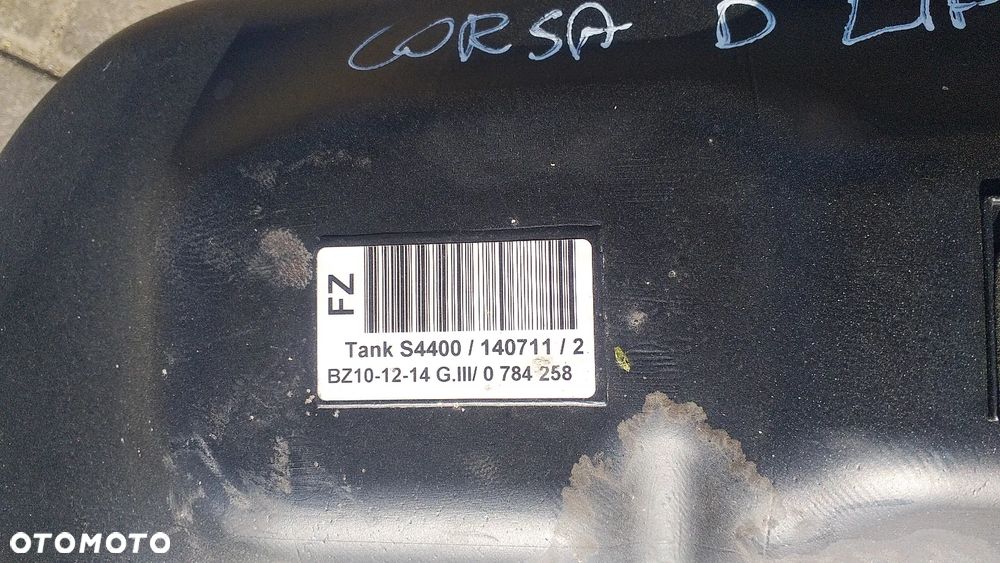 CORSA D
FZ
Tank S4400 / 140711 / 2
BZ10-12-14 G.III/ 0 784 258
OTOMOTO